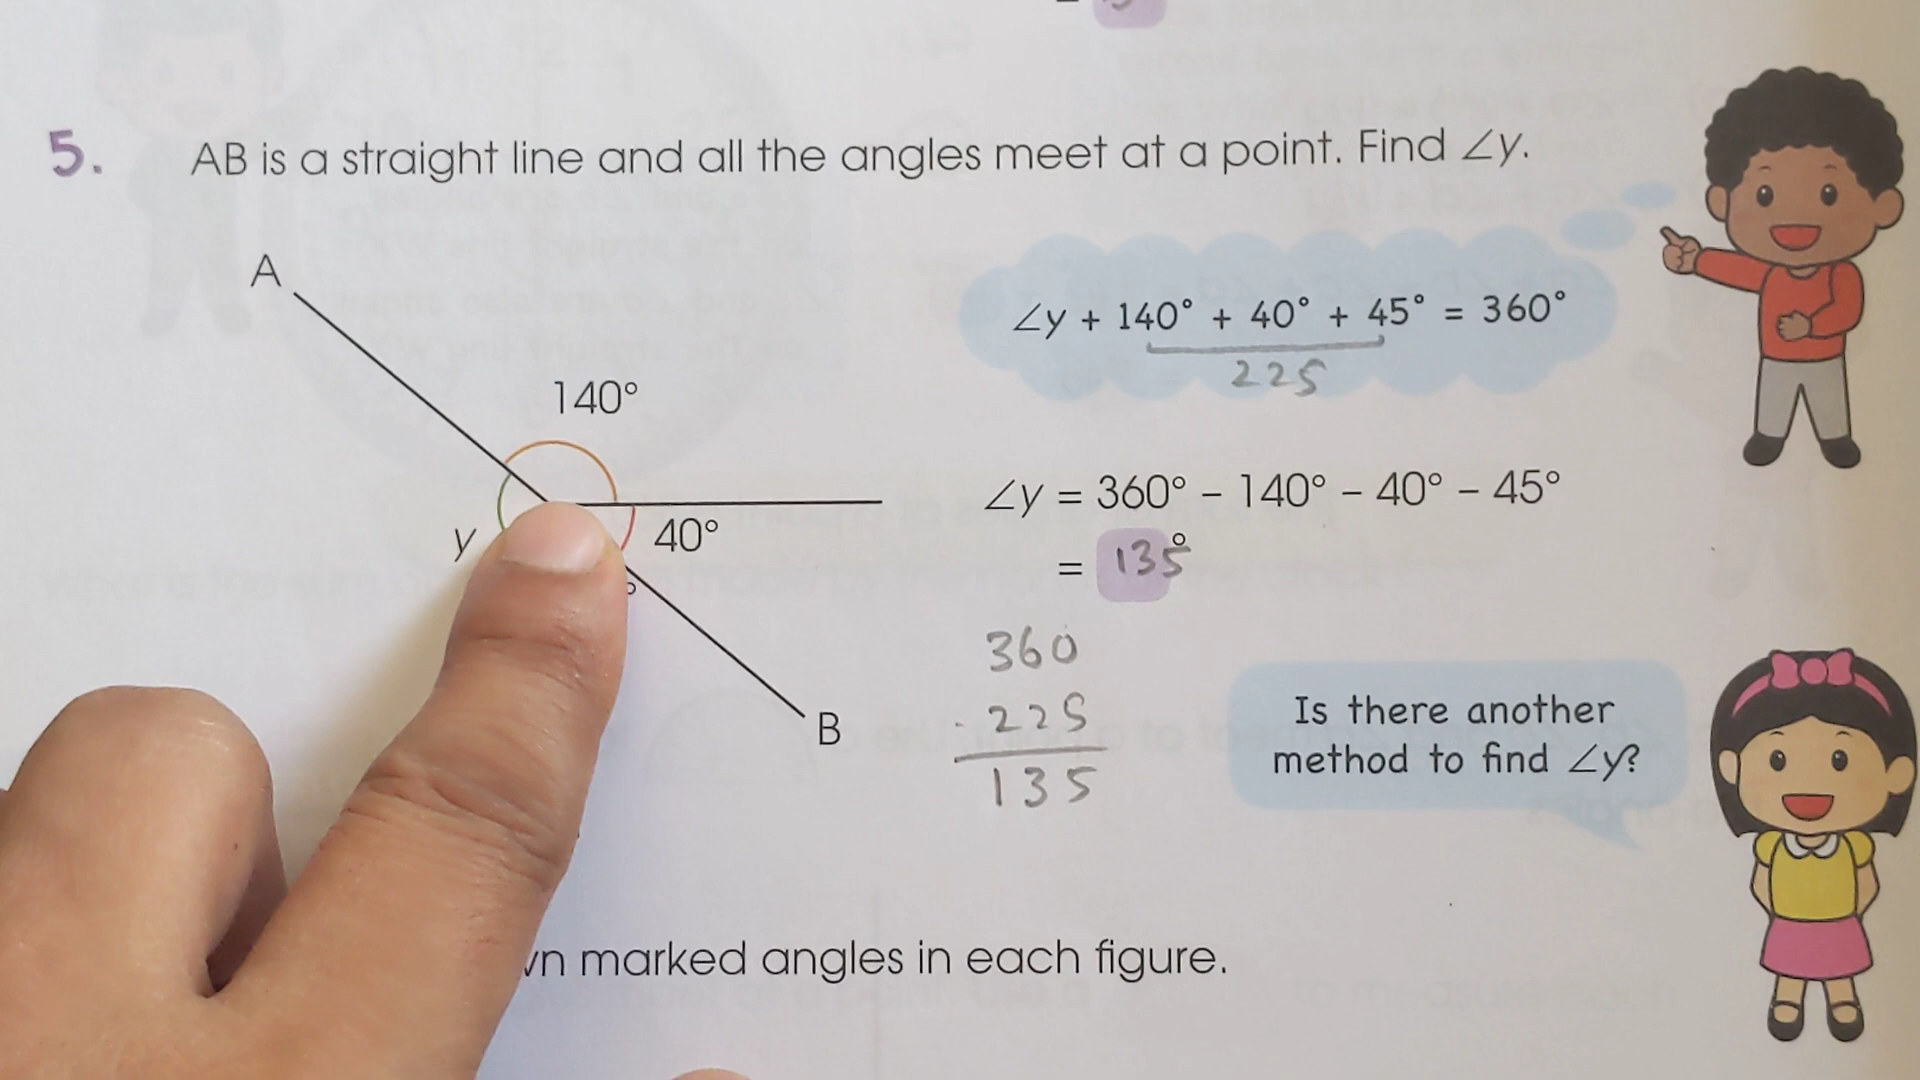 5. AB is a straight line and all the angles meet at a point. Find ∠y.
A
∠y + 140° + 40° + 45° = 360°
225
140°
∠y = 360° – 140° – 40° – 45°
y
40°
= 135°
360
- 225
135
B
Is there another
method to find ∠y?
marked angles in each figure.